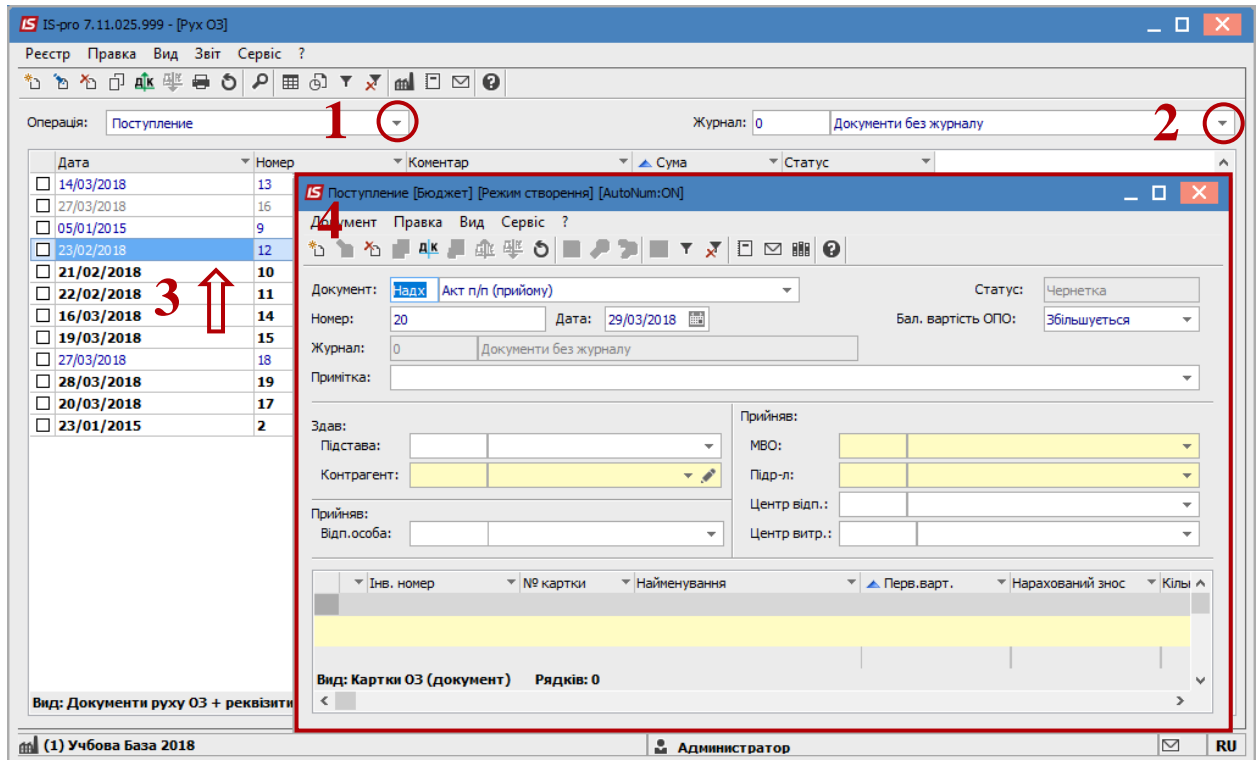 IS-pro 7.11.025.999 - [Рух ОЗ]
Реєстр Правка Вид Звіт Сервіс ?
Операція: Поступление 1 Журнал: 0 Документи без журналу 2
Дата Номер Коментар Сума Статус
14/03/2018 13
27/03/2018 16
05/01/2015 9
23/02/2018 12
21/02/2018 10
22/02/2018 11
16/03/2018 14
19/03/2018 15
27/03/2018 18
28/03/2018 19
20/03/2018 17
23/01/2015 2
3
Вид: Документи руху ОЗ + реквізити
Поступление [Бюджет] [Режим створення] [AutoNum:ON]
4
Документ Правка Вид Сервіс ?
Документ: Надх Акт п/п (прийому) Статус: Чернетка
Номер: 20 Дата: 29/03/2018 Бал. вартість ОПО: Збільшується
Журнал: 0 Документи без журналу
Примітка:
Здав:
Підстава:
Контрагент:
Прийняв:
Відп.особа:
Прийняв:
МВО:
Підр-л:
Центр відп.:
Центр витр.:
Інв. номер № картки Найменування Перв.варт. Нарахований знос Кільк
Вид: Картки ОЗ (документ) Рядків: 0
(1) Учбова База 2018 Администратор RU